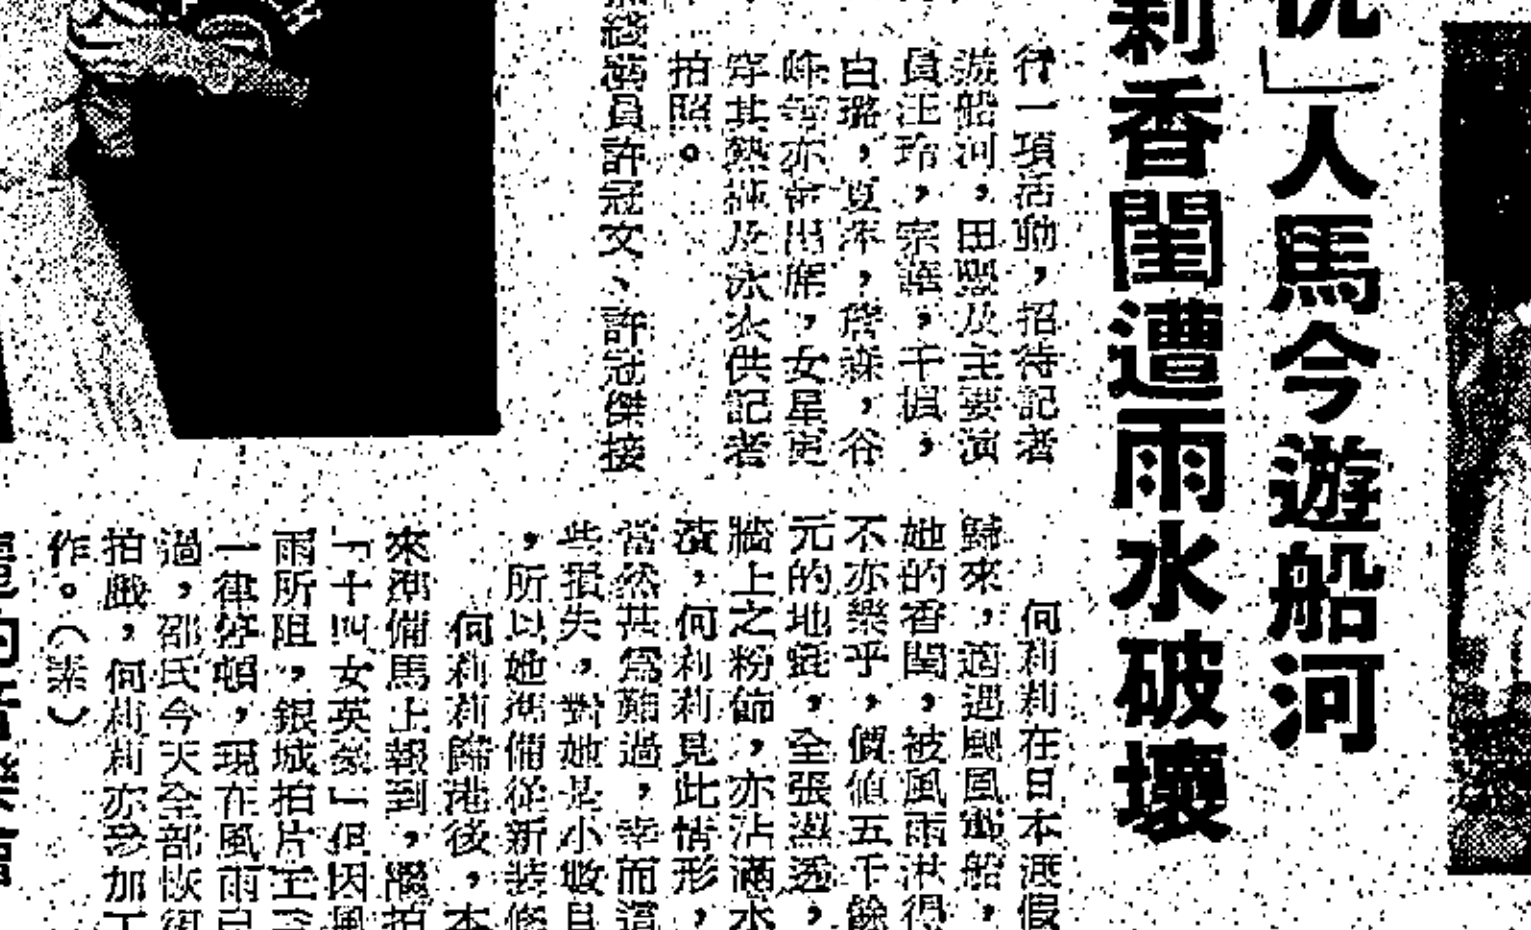 」人馬今遊船河
莉香閨遭雨水破壞
行一項活動，招待記者
遊船河，田豐及主要演
員汪玲，宗華，于倩，
白璐，夏萍，詹森，谷
峰等亦節出席，女星更
穿其熱褲及泳衣供記者
拍照。
演員許冠文、許冠傑接
何莉莉在日本渡假
歸來，適遇颶風風船，
她的香閨，被風雨淋得
不亦樂乎，價值五千餘
元的地氈，全張濕透，
牆上之粉飾，亦沾滿水
漬，何莉莉見此情形，
當然甚為難過，幸而這
些損失，對她是小數目
，所以她準備從新裝修
何莉莉歸港後，本
來準備馬上報到，繼拍
「十四女英豪」但因風
雨所阻，銀城拍片工
一律停頓，現在風雨已
過，邵氏今天全部恢復
拍戲，何莉莉亦參加工
作。（素）